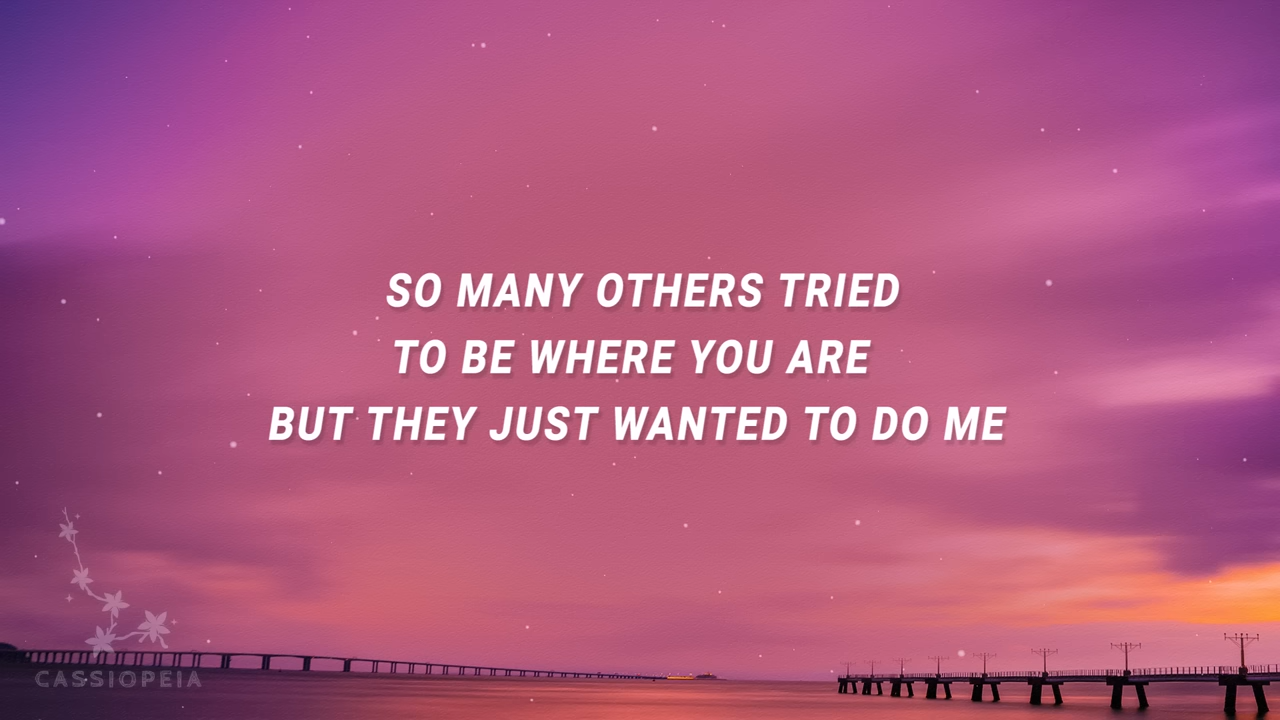 SO MANY OTHERS TRIED
TO BE WHERE YOU ARE
BUT THEY JUST WANTED TO DO ME
CASSIOPEIA